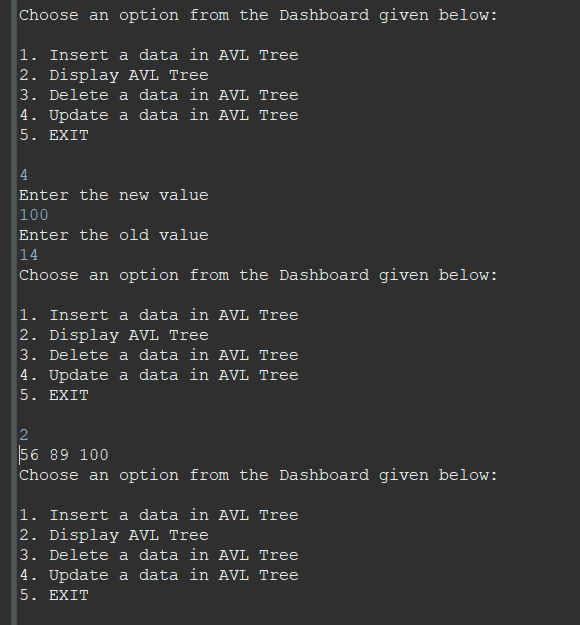 Choose an option from the Dashboard given below:
1. Insert a data in AVL Tree
2. Display AVL Tree
3. Delete a data in AVL Tree
4. Update a data in AVL Tree
5. EXIT
4
Enter the new value
100
Enter the old value
14
Choose an option from the Dashboard given below:
1. Insert a data in AVL Tree
2. Display AVL Tree
3. Delete a data in AVL Tree
4. Update a data in AVL Tree
5. EXIT
2
56 89 100
Choose an option from the Dashboard given below:
1. Insert a data in AVL Tree
2. Display AVL Tree
3. Delete a data in AVL Tree
4. Update a data in AVL Tree
5. EXIT